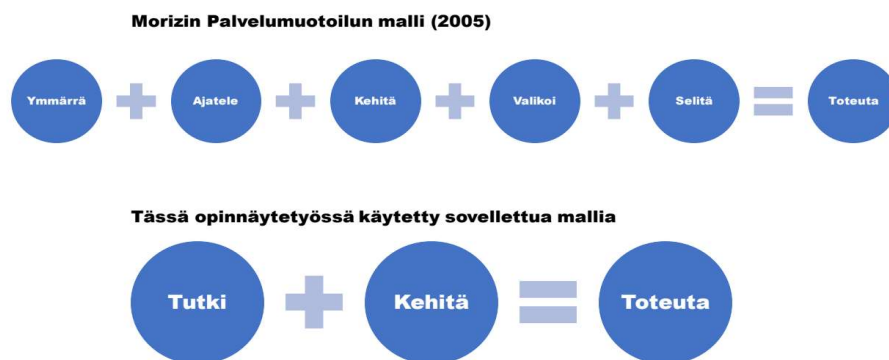 Morizin Palvelumuotoilun malli (2005)
Ymmärrä + Ajatele + Kehitä + Valikoi + Selitä = Toteuta
Tässä opinnäytetyössä käytetty sovellettua mallia
Tutki + Kehitä = Toteuta